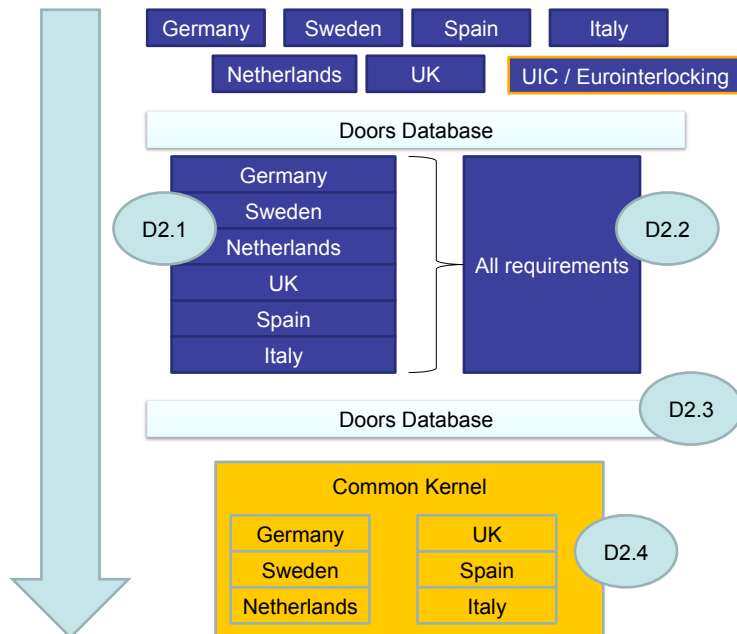 Germany
Sweden
Spain
Italy
Netherlands
UK
UIC / Eurointerlocking
Doors Database
Germany
Sweden
Netherlands
UK
Spain
Italy
D2.1
All requirements
D2.2
Doors Database
D2.3
Common Kernel
Germany
Sweden
Netherlands
UK
Spain
Italy
D2.4